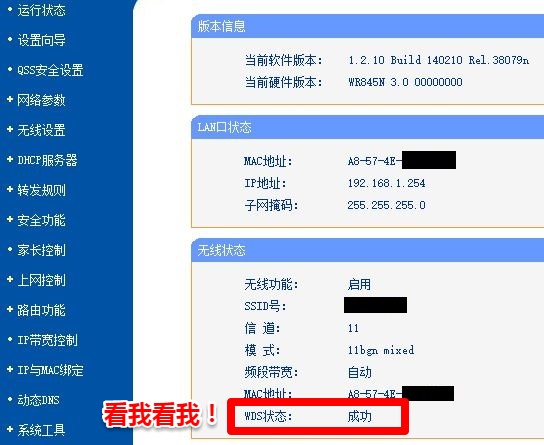 运行状态
设置向导
QSS安全设置
网络参数
无线设置
DHCP服务器
转发规则
安全功能
家长控制
上网控制
路由功能
IP带宽控制
IP与MAC绑定
动态DNS
系统工具
版本信息
当前软件版本： 1.2.10 Build 140210 Rel.38079n
当前硬件版本： WR845N 3.0 00000000
LAN口状态
MAC地址： A8-57-4E-
IP地址： 192.168.1.254
子网掩码： 255.255.255.0
无线状态
无线功能： 启用
SSID号：
信 道： 11
模 式： 11bgn mixed
频段带宽： 自动
MAC地址： A8-57-4E-
看我看我！
WDS状态： 成功